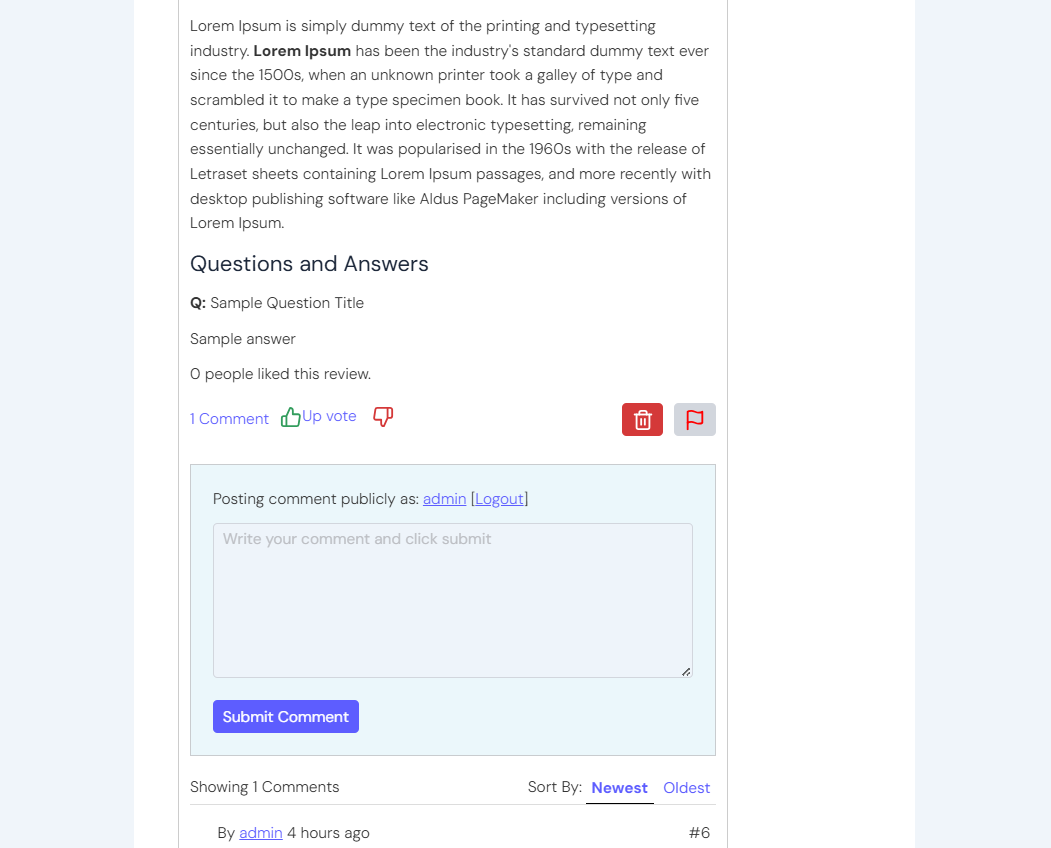 Lorem Ipsum is simply dummy text of the printing and typesetting
industry. Lorem Ipsum has been the industry's standard dummy text ever
since the 1500s, when an unknown printer took a galley of type and
scrambled it to make a type specimen book. It has survived not only five
centuries, but also the leap into electronic typesetting, remaining
essentially unchanged. It was popularised in the 1960s with the release of
Letraset sheets containing Lorem Ipsum passages, and more recently with
desktop publishing software like Aldus PageMaker including versions of
Lorem Ipsum.
Questions and Answers
Q: Sample Question Title
Sample answer
0 people liked this review.
1 Comment Up vote
Posting comment publicly as: admin [Logout]
Write your comment and click submit
Submit Comment
Showing 1 Comments Sort By: Newest Oldest
By admin 4 hours ago #6